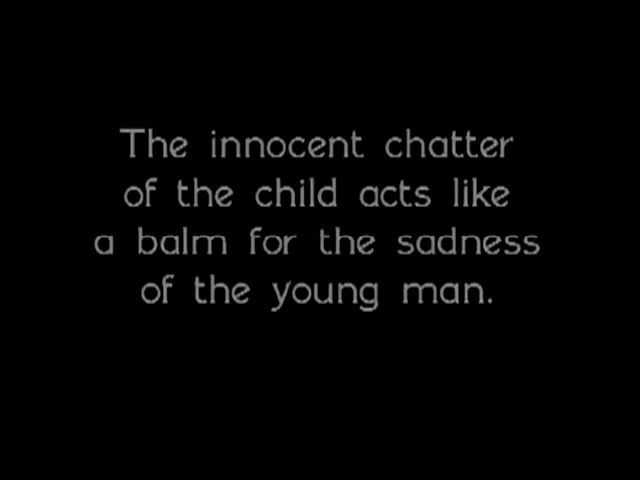 The innocent chatter
of the child acts like
a balm for the sadness
of the young man.